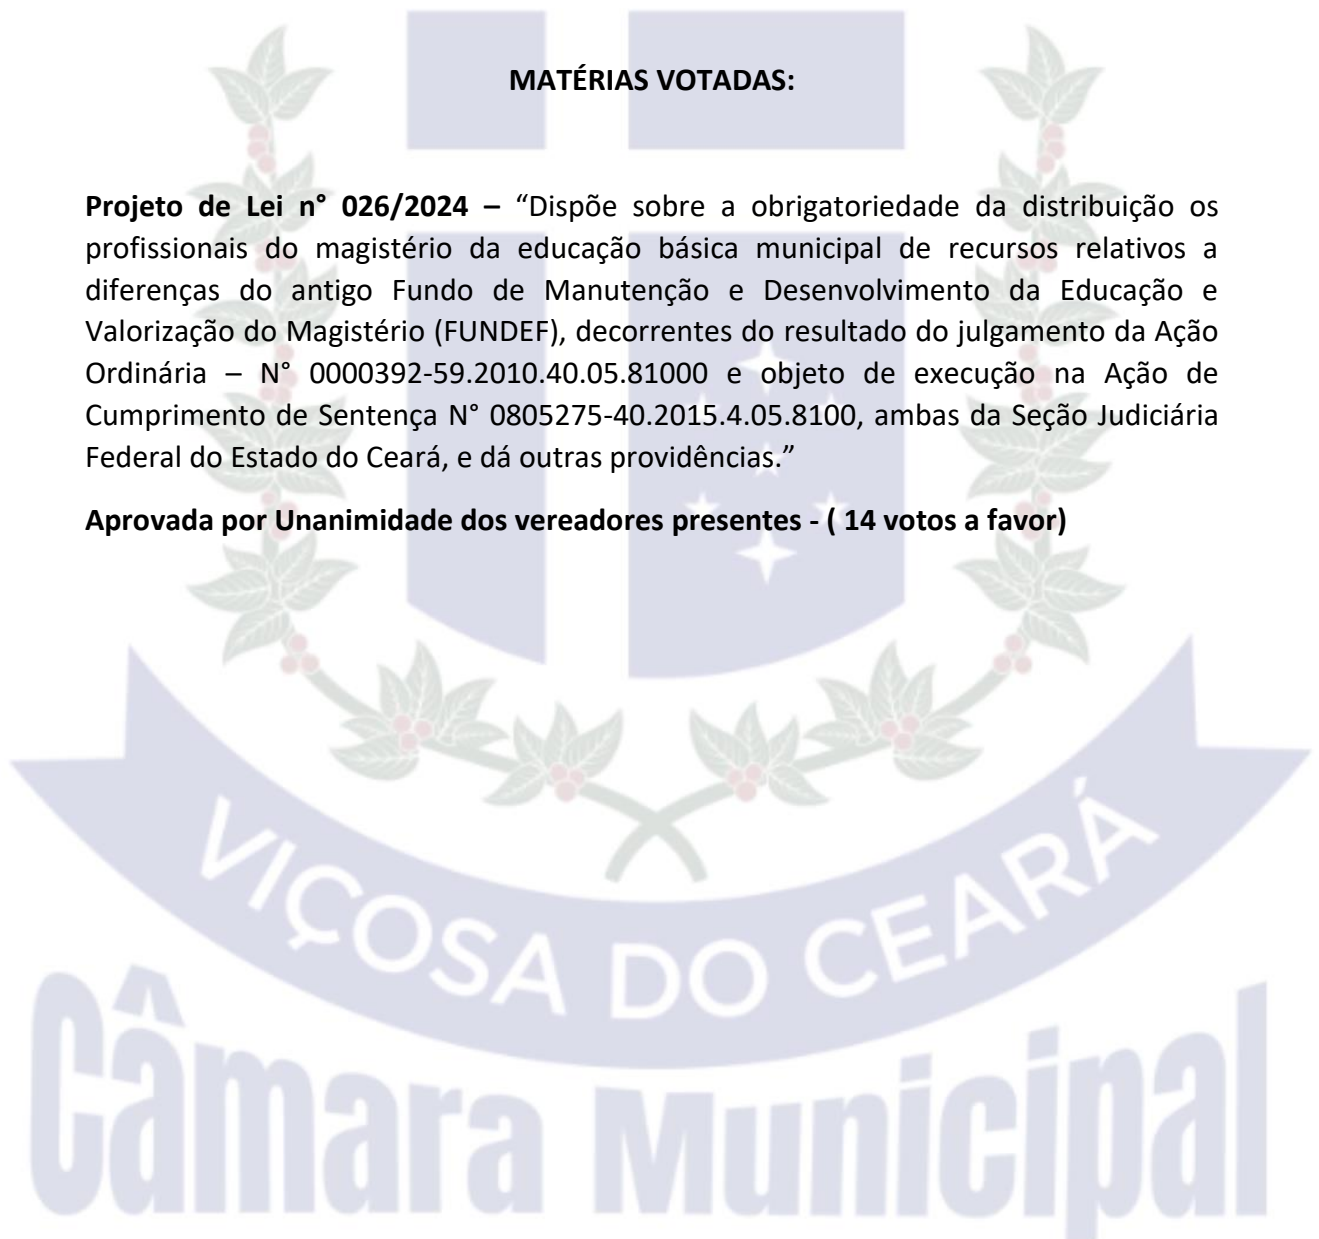 MATÉRIAS VOTADAS:
Projeto de Lei n° 026/2024 – “Dispõe sobre a obrigatoriedade da distribuição os
profissionais do magistério da educação básica municipal de recursos relativos a
diferenças do antigo Fundo de Manutenção e Desenvolvimento da Educação e
Valorização do Magistério (FUNDEF), decorrentes do resultado do julgamento da Ação
Ordinária – N° 0000392-59.2010.40.05.81000 e objeto de execução na Ação de
Cumprimento de Sentença N° 0805275-40.2015.4.05.8100, ambas da Seção Judiciária
Federal do Estado do Ceará, e dá outras providências.”
Aprovada por Unanimidade dos vereadores presentes - ( 14 votos a favor)
VIÇOSA DO CEARÁ
Câmara Municipal